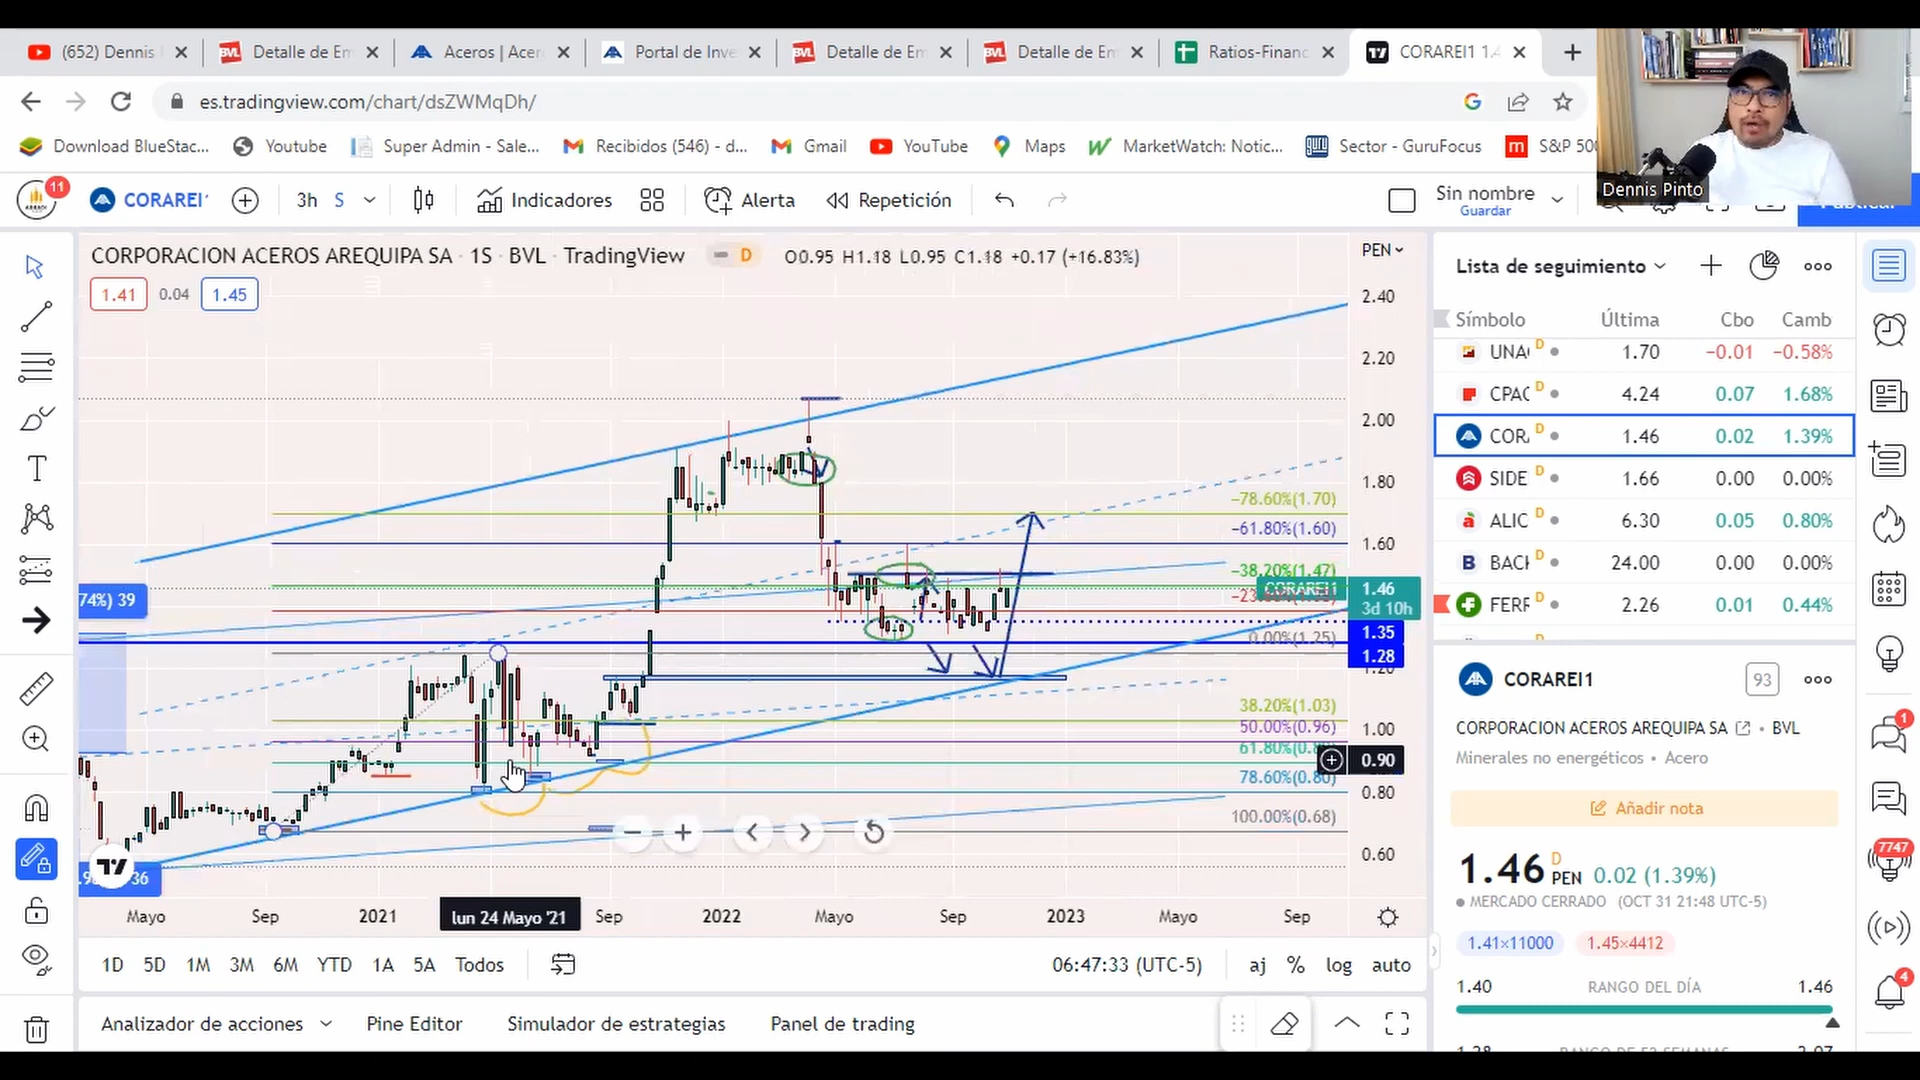 (652) Dennis
Detalle de Em
Aceros | Acer
Portal de Inve
Detalle de Em
Detalle de Em
Ratios-Financ
CORAREI1 1.4
es.tradingview.com/chart/dsZWMqDh/
Download BlueStac...
Youtube
Super Admin - Sale...
Recibidos (546) - d...
Gmail
YouTube
Maps
MarketWatch: Notic...
Sector - GuruFocus
S&P 500
Dennis Pinto
11
CORAREI1
3h
S
Indicadores
Alerta
Repetición
Sin nombre
Guardar
CORPORACION ACEROS AREQUIPA SA · 1S · BVL · TradingView
D
O0.95 H1.18 L0.95 C1.18 +0.17 (+16.83%)
PEN
1.41
0.04
1.45
2.40
2.20
2.00
1.80
1.60
1.00
0.80
0.60
-78.60%(1.70)
-61.80%(1.60)
-38.20%(1.47)
CORAREI1
1.46
3d 10h
1.35
0.00%(1.25)
1.28
38.20%(1.03)
50.00%(0.96)
0.90
78.60%(0.80)
100.00%(0.68)
74%) 39
36
Mayo
Sep
2021
lun 24 Mayo '21
Sep
2022
Mayo
Sep
2023
Mayo
Sep
1D
5D
1M
3M
6M
YTD
1A
5A
Todos
06:47:33 (UTC-5)
aj
%
log
auto
Analizador de acciones
Pine Editor
Simulador de estrategias
Panel de trading
Lista de seguimiento
Símbolo Última Cbo Camb
UNA D 1.70 −0.01 −0.58%
CPAC D 4.24 0.07 1.68%
COR D 1.46 0.02 1.39%
SIDE D 1.66 0.00 0.00%
ALIC D 6.30 0.05 0.80%
BACK D 24.00 0.00 0.00%
FERR D 2.26 0.01 0.44%
CORAREI1
93
CORPORACION ACEROS AREQUIPA SA • BVL
Minerales no energéticos • Acero
Añadir nota
1.46 D PEN 0.02 (1.39%)
MERCADO CERRADO (OCT 31 21:48 UTC-5)
1.41×11000
1.45×4412
1.40 RANGO DEL DÍA 1.46
1
7747
4